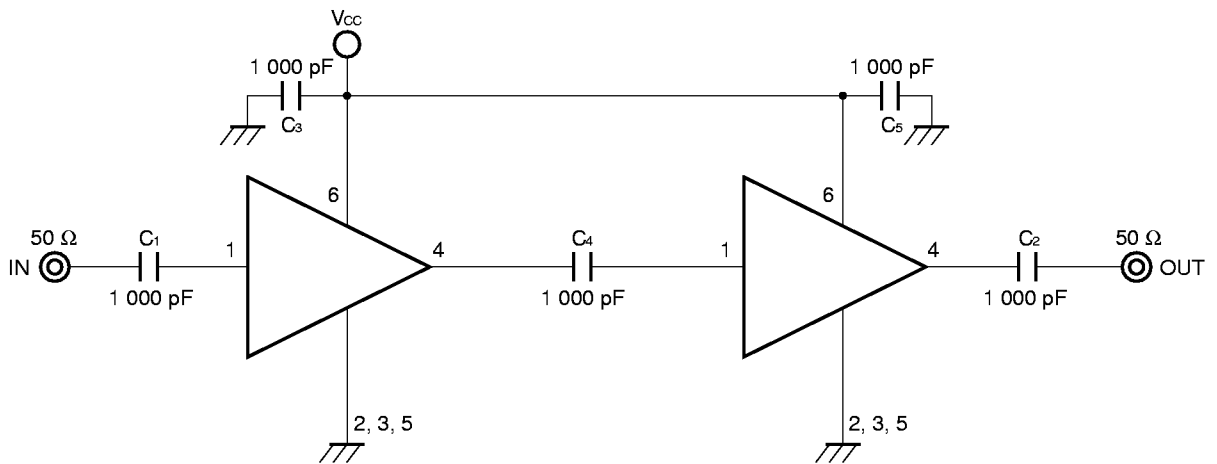 VCC
1 000 pF
1 000 pF
C3
C5
6
6
50 Ω
C1
1
4
C4
1
4
C2
50 Ω
IN
OUT
1 000 pF
1 000 pF
1 000 pF
2, 3, 5
2, 3, 5